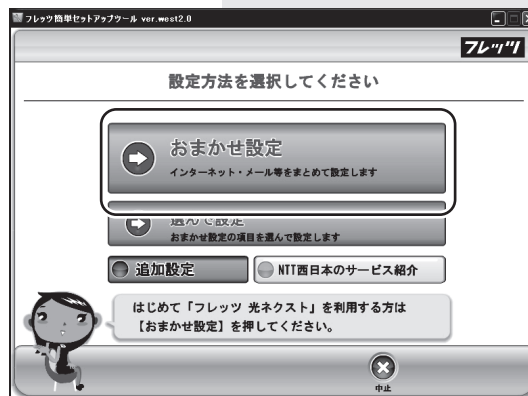 フレッツ簡単セットアップツール ver.west2.0
フレッツ
設定方法を選択してください
おまかせ設定
インターネット・メール等をまとめて設定します
選んで設定
おまかせ設定の項目を選んで設定します
追加設定
NTT西日本のサービス紹介
はじめて「フレッツ 光ネクスト」を利用する方は
【おまかせ設定】を押してください。
中止